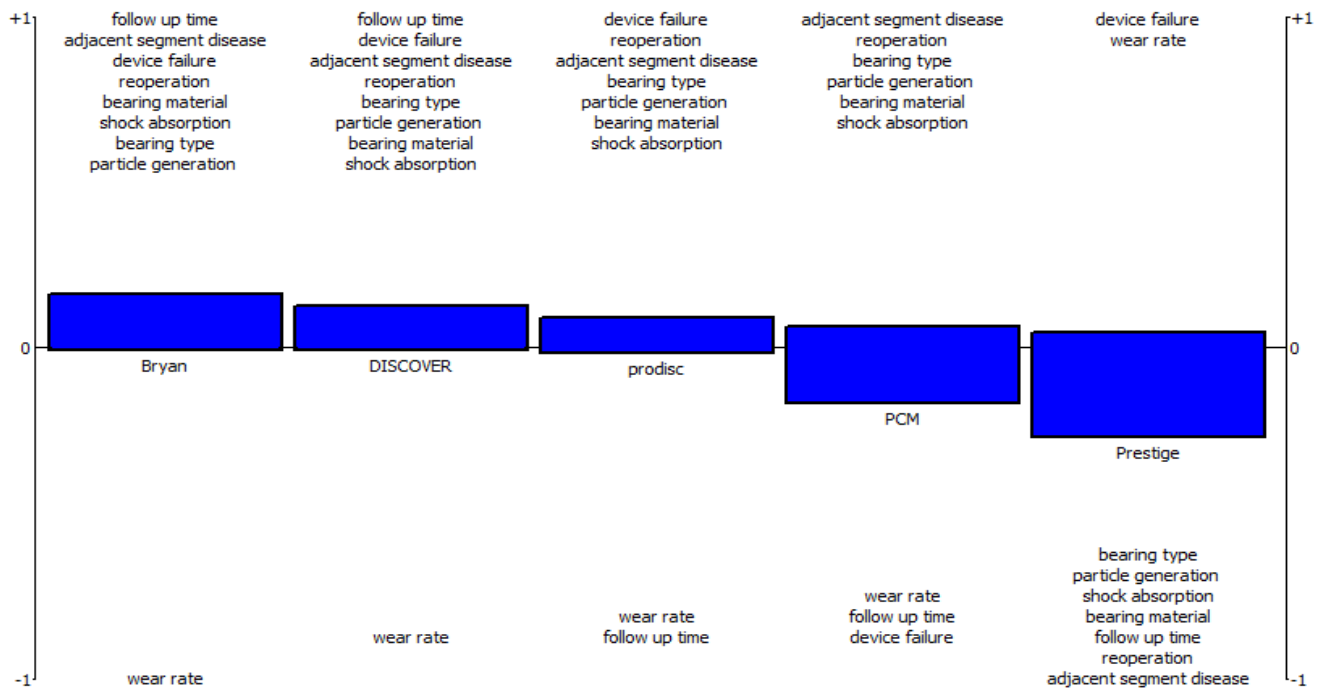 +1
follow up time
adjacent segment disease
device failure
reoperation
bearing material
shock absorption
bearing type
particle generation
follow up time
device failure
adjacent segment disease
reoperation
bearing type
particle generation
bearing material
shock absorption
device failure
reoperation
adjacent segment disease
bearing type
particle generation
bearing material
shock absorption
adjacent segment disease
reoperation
bearing type
particle generation
bearing material
shock absorption
device failure
wear rate
+1
0
Bryan
DISCOVER
prodisc
PCM
Prestige
0
-1
wear rate
wear rate
wear rate
follow up time
wear rate
follow up time
device failure
bearing type
particle generation
shock absorption
bearing material
follow up time
reoperation
adjacent segment disease
-1